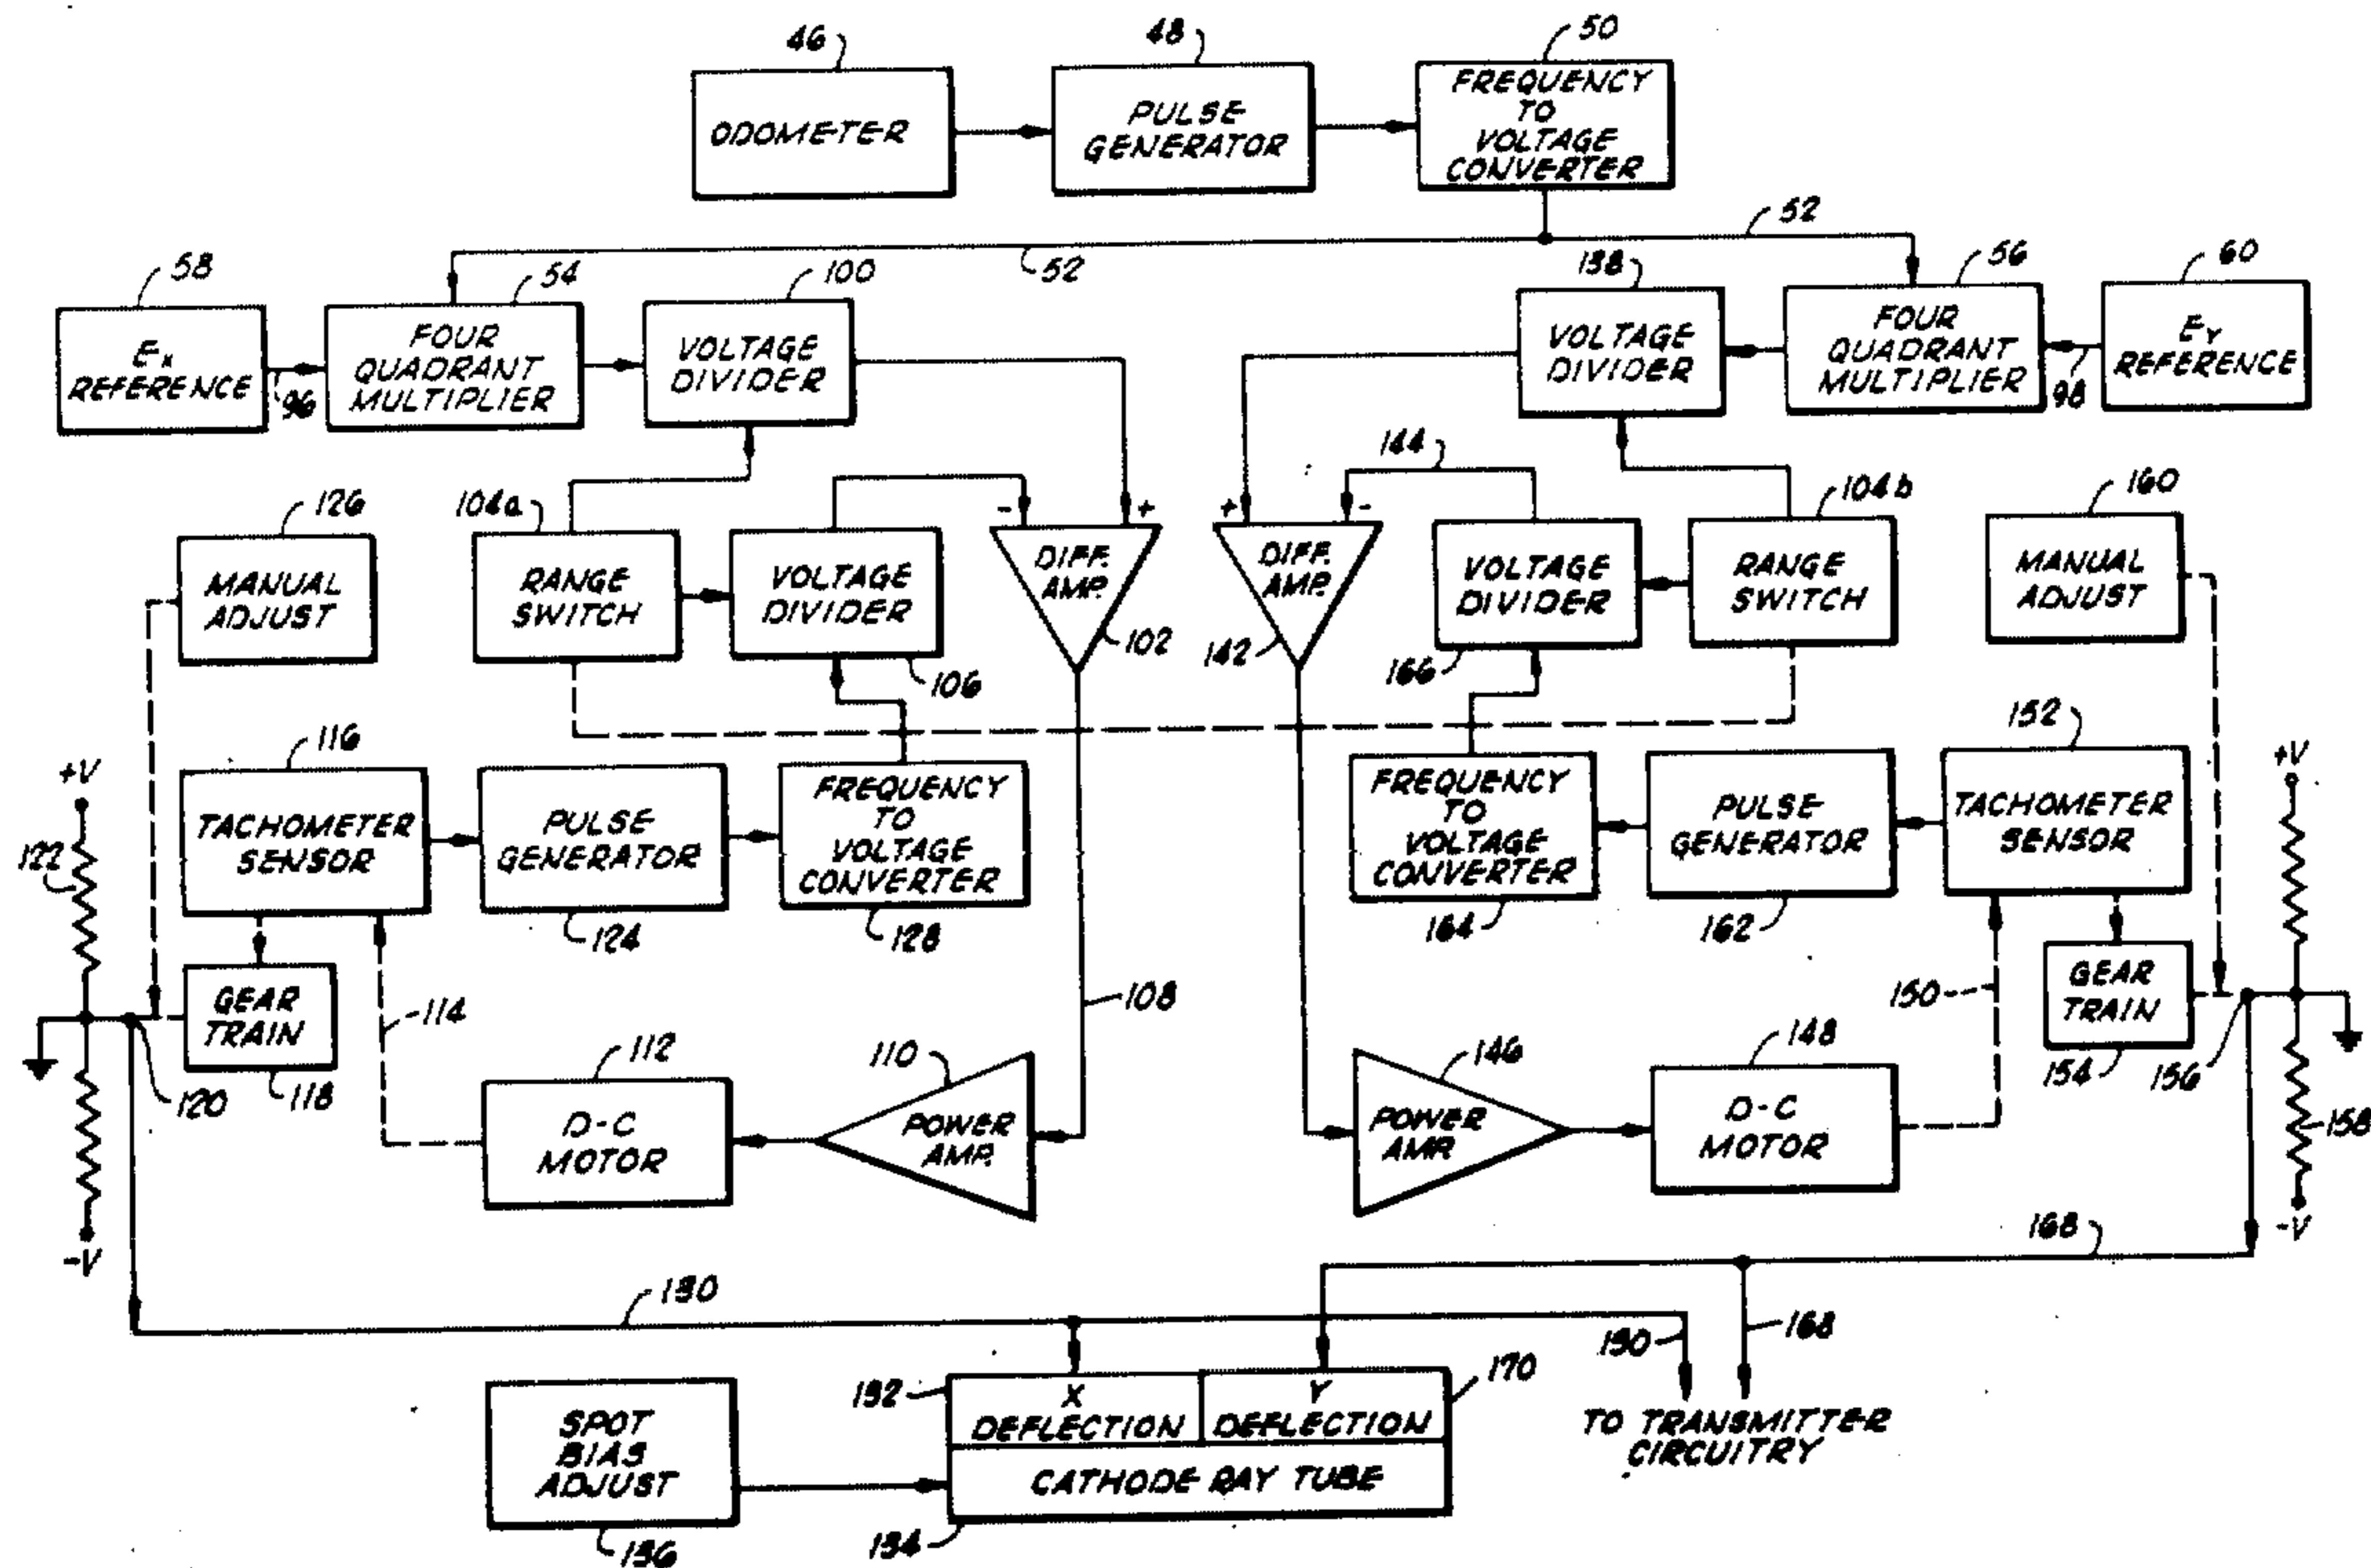 46
48
50
ODOMETER
PULSE
GENERATOR
FREQUENCY
TO
VOLTAGE
CONVERTER
52
52
58
54
100
138
56
60
EX
REFERENCE
96
FOUR
QUADRANT
MULTIPLIER
VOLTAGE
DIVIDER
VOLTAGE
DIVIDER
FOUR
QUADRANT
MULTIPLIER
98
EY
REFERENCE
126
104a
144
104b
160
- +
+ -
MANUAL
ADJUST
RANGE
SWITCH
VOLTAGE
DIVIDER
DIFF.
AMP.
DIFF.
AMP.
VOLTAGE
DIVIDER
RANGE
SWITCH
MANUAL
ADJUST
106
102
142
166
116
152
+V
+V
122
TACHOMETER
SENSOR
PULSE
GENERATOR
FREQUENCY
TO
VOLTAGE
CONVERTER
FREQUENCY
TO
VOLTAGE
CONVERTER
PULSE
GENERATOR
TACHOMETER
SENSOR
124
128
164
162
GEAR
TRAIN
114
108
150
GEAR
TRAIN
120
118
112
110
146
148
154
156
158
D-C
MOTOR
POWER
AMP.
POWER
AMP.
D-C
MOTOR
-V
-V
168
130
130
168
132
X
DEFLECTION
Y
DEFLECTION
170
SPOT
BIAS
ADJUST
CATHODE RAY TUBE
TO TRANSMITTER
CIRCUITRY
136
134